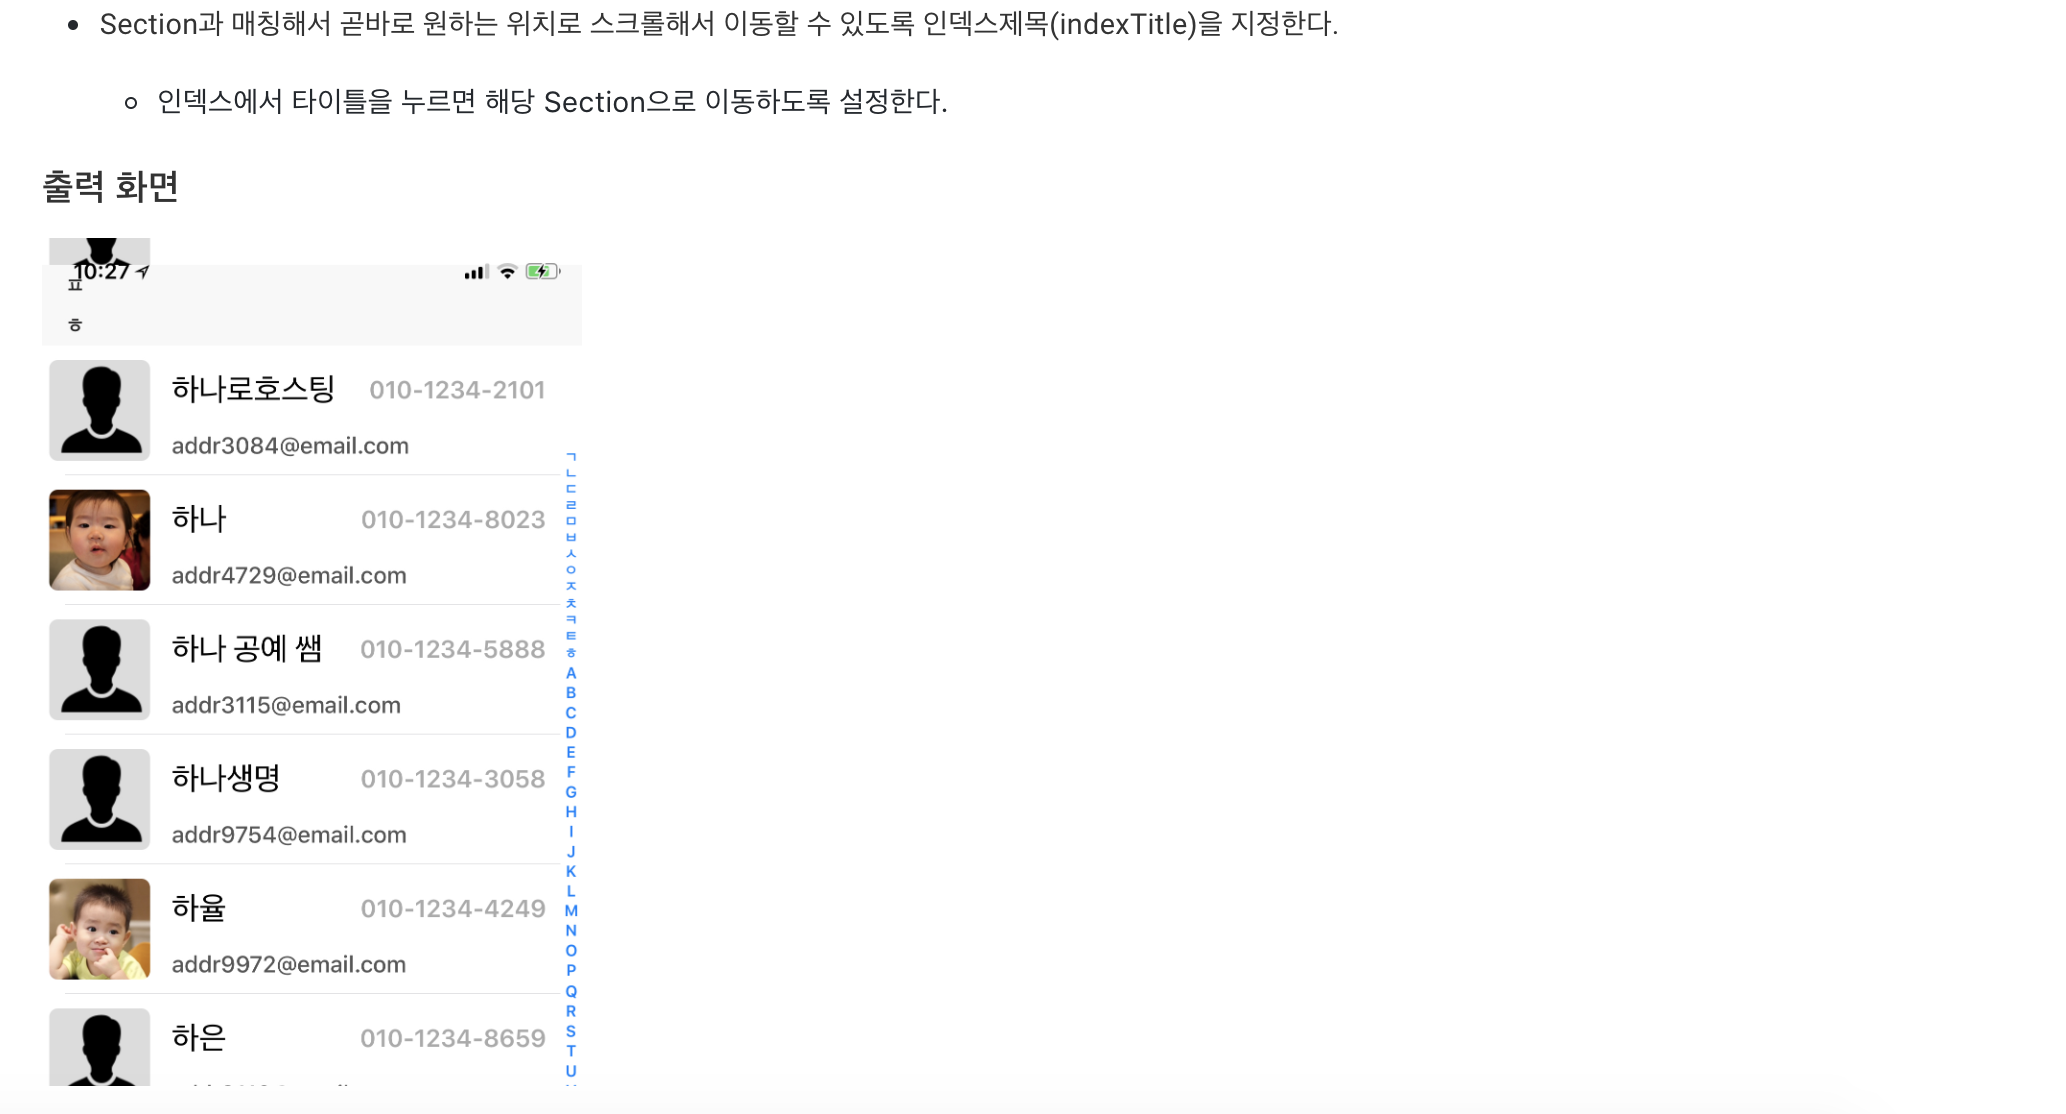 Section과 매칭해서 곧바로 원하는 위치로 스크롤해서 이동할 수 있도록 인덱스제목(indexTitle)을 지정한다.
인덱스에서 타이틀을 누르면 해당 Section으로 이동하도록 설정한다.
출력 화면
10:27
ㅍ
ㅎ
하나로호스팅 010-1234-2101
addr3084@email.com
하나 010-1234-8023
addr4729@email.com
하나 공예 쌤 010-1234-5888
addr3115@email.com
하나생명 010-1234-3058
addr9754@email.com
하율 010-1234-4249
addr9972@email.com
하은 010-1234-8659
ㄱ
ㄴ
ㄷ
ㄹ
ㅁ
ㅂ
ㅅ
ㅇ
ㅈ
ㅊ
ㅋ
ㅌ
ㅎ
A
B
C
D
E
F
G
H
I
J
K
L
M
N
O
P
Q
R
S
T
U